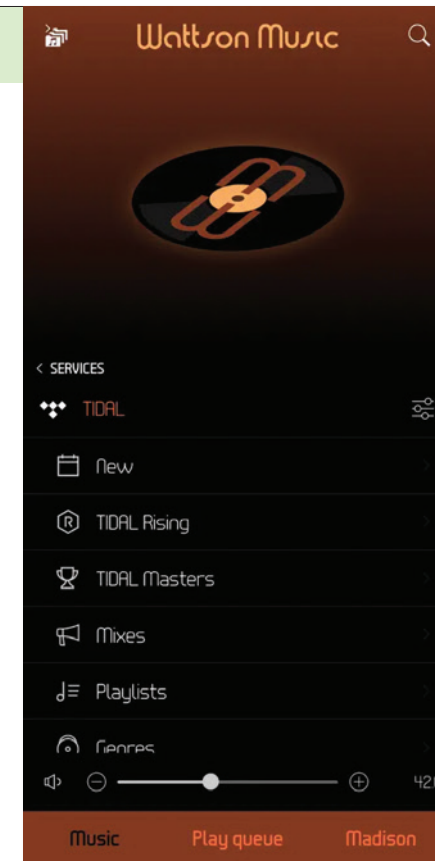 Wattson Music
< SERVICES
TIDAL
New
TIDAL Rising
TIDAL Masters
Mixes
Playlists
Genres
Music Play queue Madison